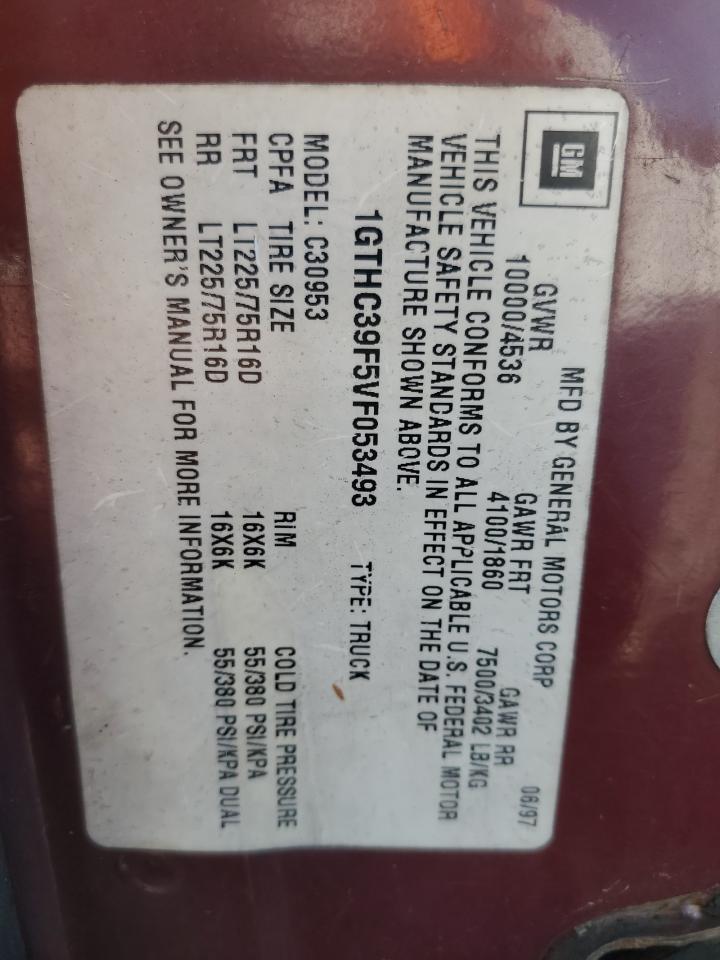 GM
MFD BY GENERAL MOTORS CORP 06/97
GVWR GAWR FRT GAWR RR
10000/4536 4100/1860 7500/3402 LB/KG
THIS VEHICLE CONFORMS TO ALL APPLICABLE U.S. FEDERAL MOTOR
VEHICLE SAFETY STANDARDS IN EFFECT ON THE DATE OF
MANUFACTURE SHOWN ABOVE.
1GTHC39F5VF053493 TYPE: TRUCK
MODEL: C30953
CPFA TIRE SIZE RIM COLD TIRE PRESSURE
FRT LT225/75R16D 16X6K 55/380 PSI/KPA
RR LT225/75R16D 16X6K 55/380 PSI/KPA DUAL
SEE OWNER'S MANUAL FOR MORE INFORMATION.